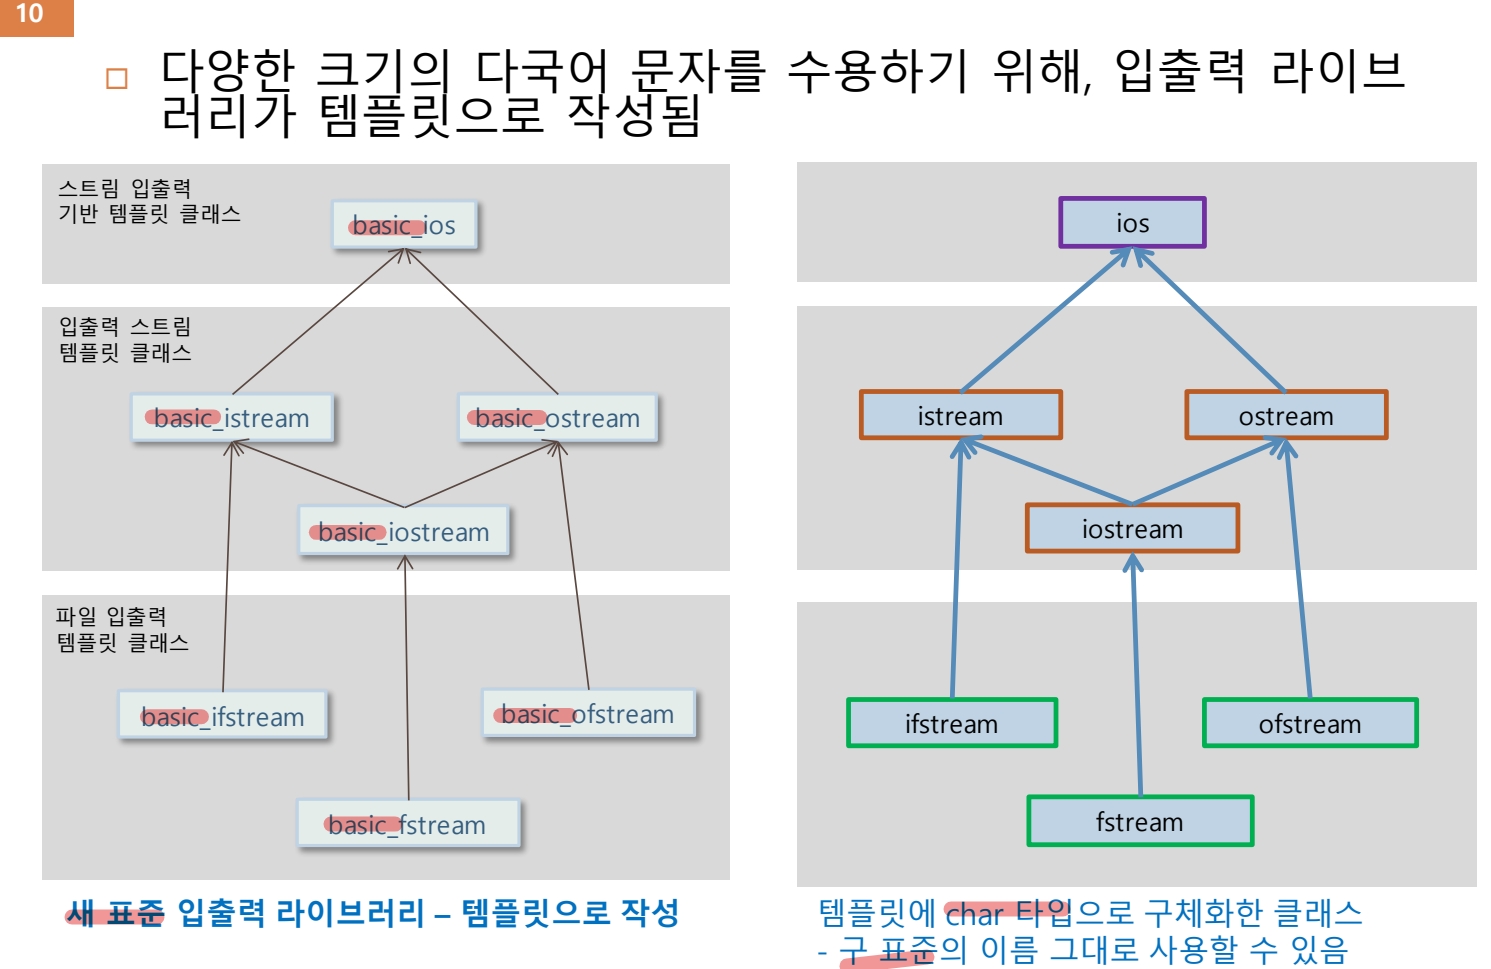 10
다양한 크기의 다국어 문자를 수용하기 위해, 입출력 라이브
러리가 템플릿으로 작성됨
스트림 입출력
기반 템플릿 클래스
basic_ios
입출력 스트림
템플릿 클래스
basic_istream
basic_ostream
basic_iostream
파일 입출력
템플릿 클래스
basic_ifstream
basic_ofstream
basic_fstream
새 표준 입출력 라이브러리 – 템플릿으로 작성
ios
istream
ostream
iostream
ifstream
ofstream
fstream
템플릿에 char 타입으로 구체화한 클래스
- 구 표준의 이름 그대로 사용할 수 있음